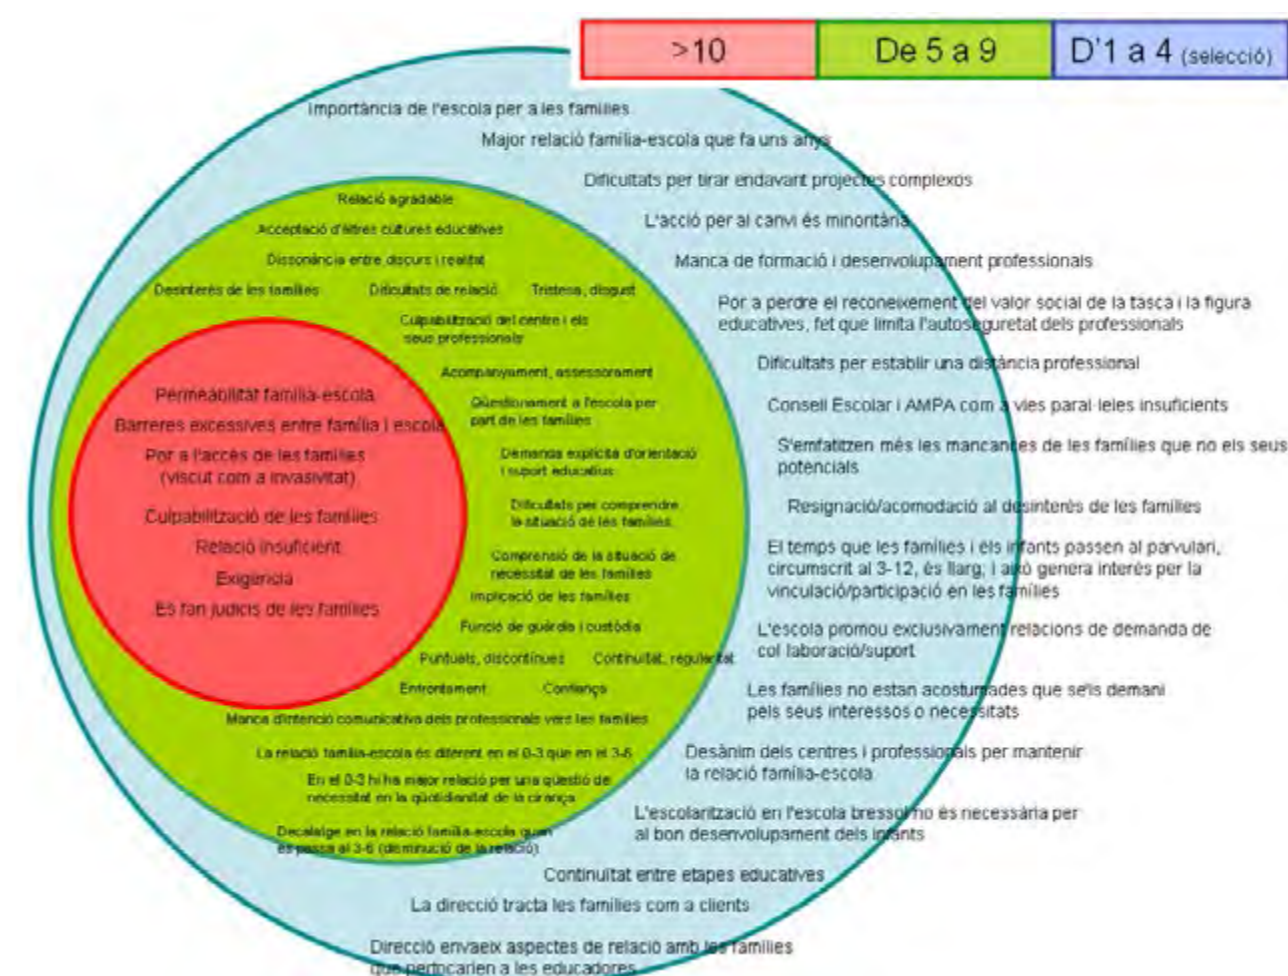 >10
De 5 a 9
D'1 a 4 (selecció)
Importància de l'escola per a les famílies
Major relació família-escola que fa uns anys
Dificultats per tirar endavant projectes complexos
L'acció per al canvi és minoritària
Manca de formació i desenvolupament professionals
Por a perdre el reconeixement del valor social de la tasca i la figura
educatives, fet que limita l'autoseguretat dels professionals
Dificultats per establir una distància professional
Consell Escolar i AMPA com a vies paral·leles insuficients
S'emfatitzen més les mancances de les famílies que no els seus
potencials
Resignació/acomodació al desinterès de les famílies
El temps que les famílies i els infants passen al parvulari,
circumscrit al 3-12, és llarg, i això genera interès per la
vinculació/participació en les famílies
L'escola promou exclusivament relacions de demanda de
col·laboració/suport
Les famílies no estan acostumades que se'ls demani
pels seus interessos o necessitats
Desànim dels centres i professionals per mantenir
la relació família-escola
L'escolarització en l'escola bressol no és necessària per
al bon desenvolupament dels infants
Continuïtat entre etapes educatives
La direcció tracta les famílies com a clients
Direcció envaeix aspectes de relació amb les famílies
que pertocarien a les educadores
Relació agradable
Acceptació d'altres cultures educatives
Dissonància entre discurs i realitat
Desinterès de les famílies
Dificultats de relació
Tristesa, disgust
Culpabilització del centre i els
seus professionals
Acompanyament, assessorament
Qüestionament a l'escola per
part de les famílies
Demanda explícita d'orientació
i suport educatius
Dificultats per comprendre
la situació de les famílies
Comprensió de la situació de
necessitat de les famílies
Implicació de les famílies
Funció de guàrdia i custòdia
Puntuals, discontínues
Continuïtat, regularitat
Enfrontament
Confiança
Manca d'intenció comunicativa dels professionals vers les famílies
La relació família-escola és diferent en el 0-3 que en el 3-6
En el 0-3 hi ha major relació per una questió de
necessitat en la quotidianitat de la criança
Decalatge en la relació família-escola quan
es passa al 3-6 (disminució de la relació)
Permeabilitat família-escola
Barreres excessives entre família i escola
Por a l'accés de les famílies
(viscut com a invasivitat)
Culpabilització de les famílies
Relació insuficient
Exigència
Es fan judicis de les famílies